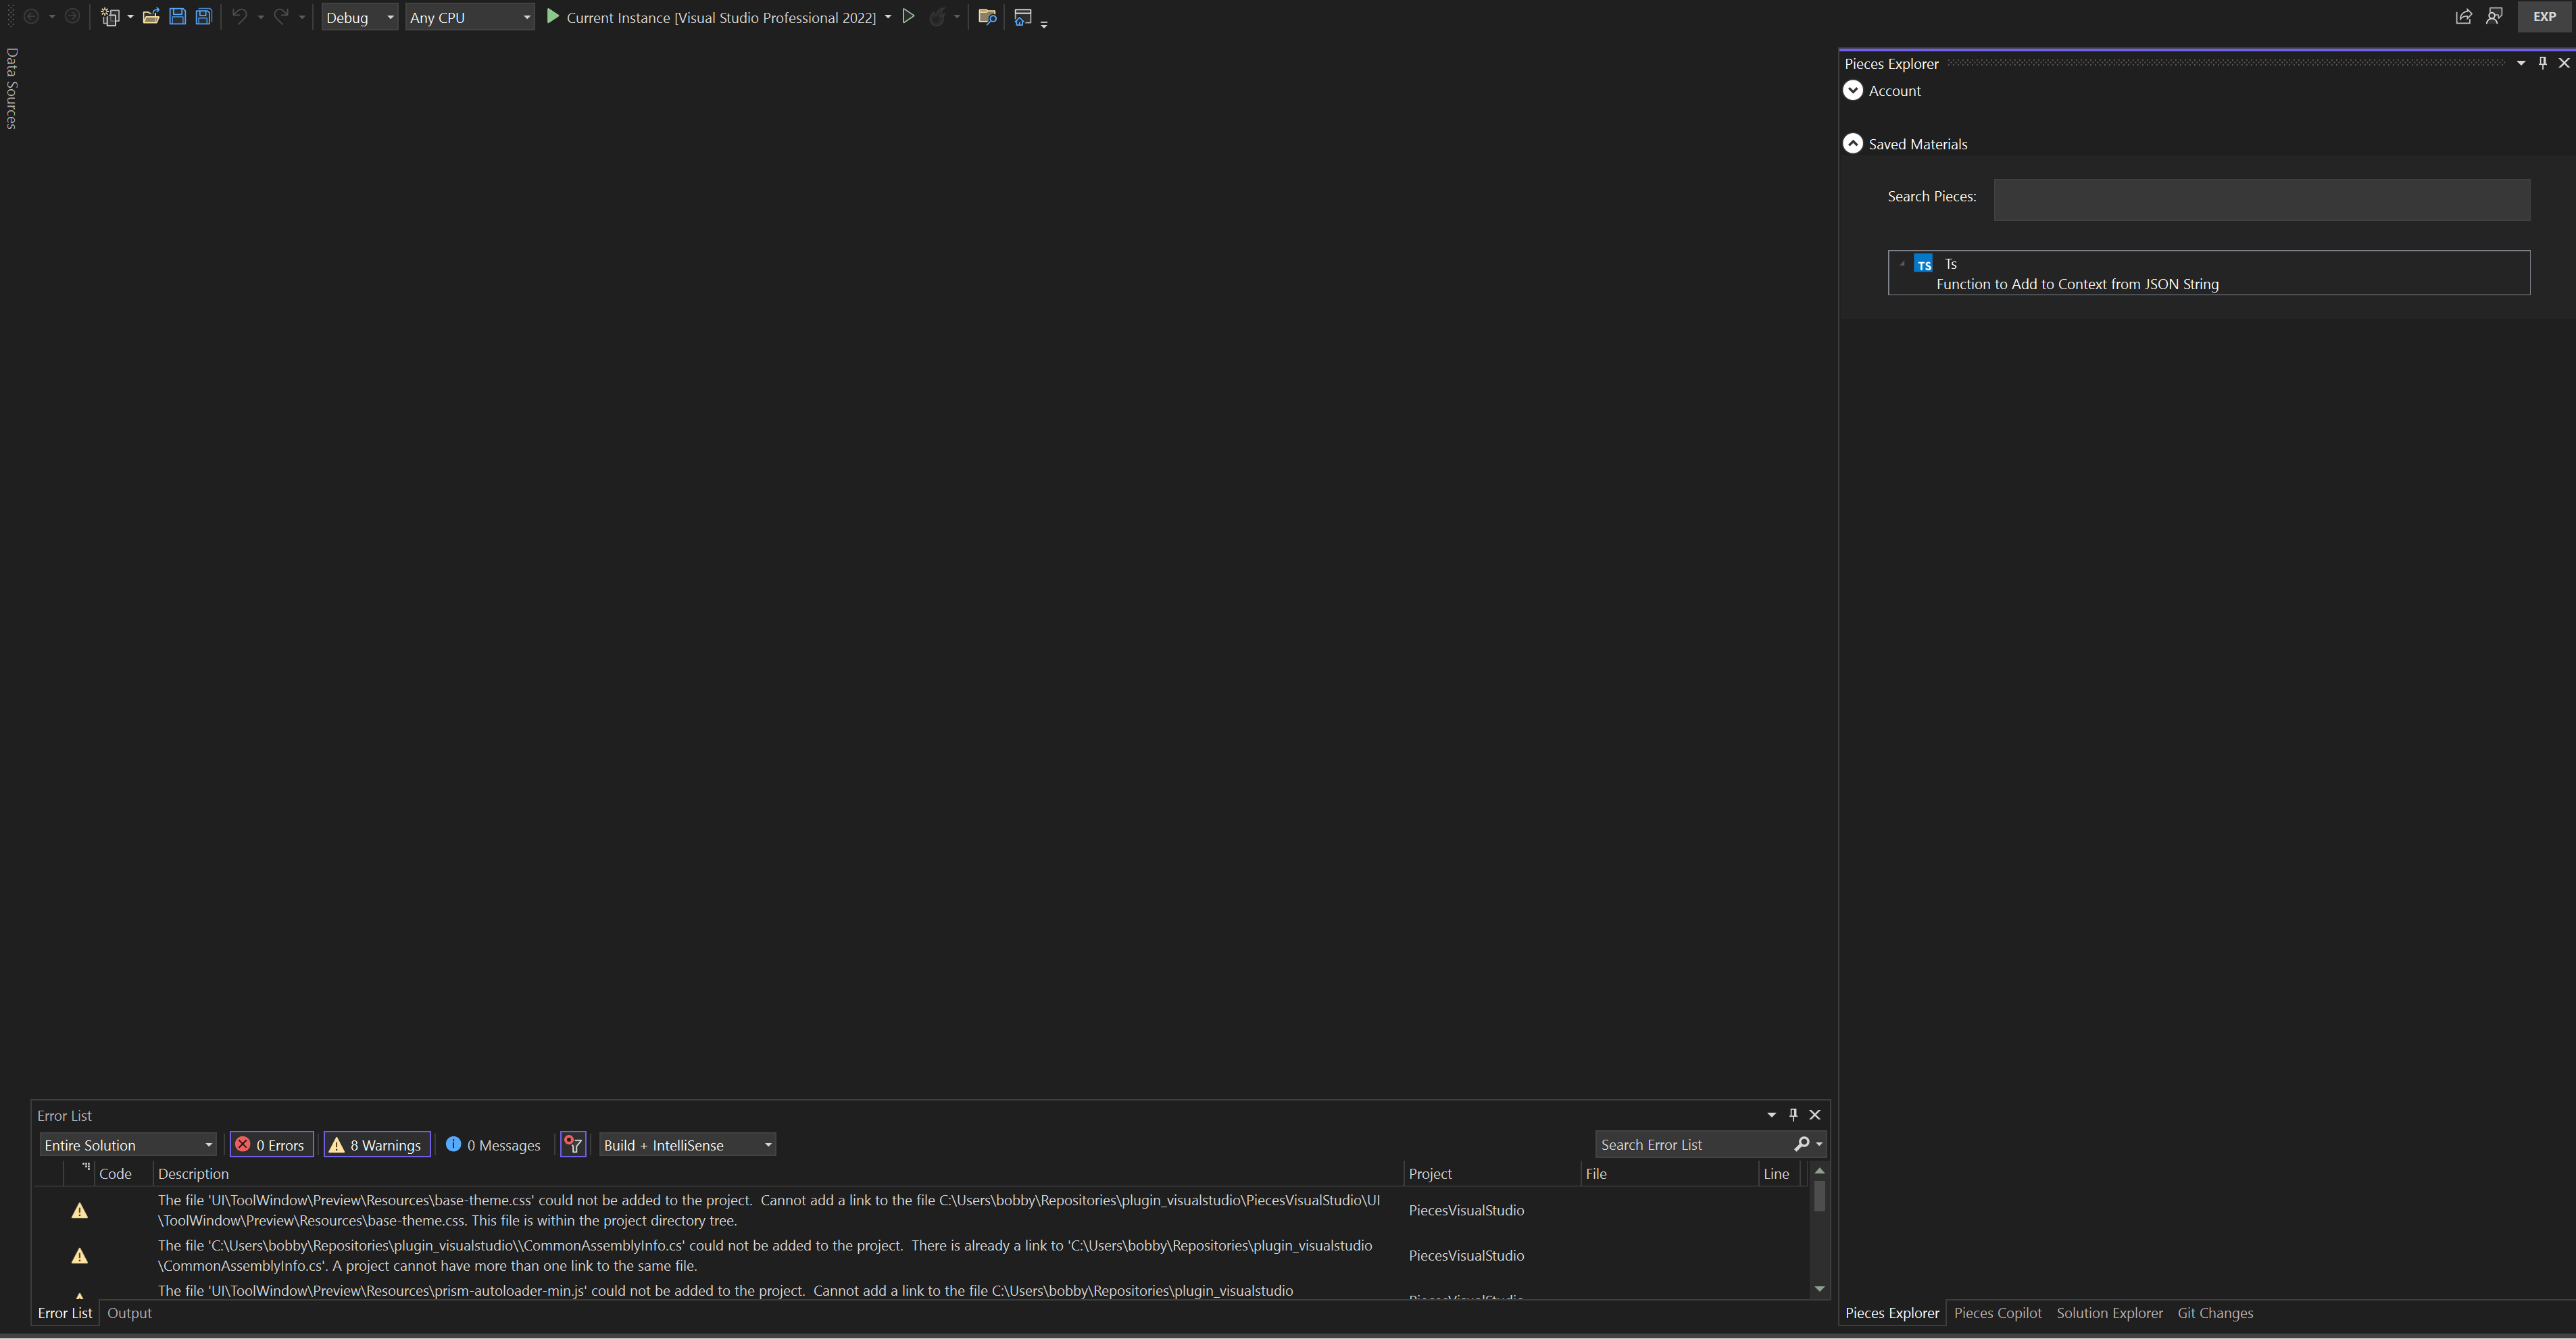 Debug
Any CPU
Current Instance [Visual Studio Professional 2022]
EXP
Data Sources
Pieces Explorer
Account
Saved Materials
Search Pieces:
TS Ts
Function to Add to Context from JSON String
Error List
Entire Solution
0 Errors
8 Warnings
0 Messages
Build + IntelliSense
Search Error List
Code Description Project File Line
The file 'UI\ToolWindow\Preview\Resources\base-theme.css' could not be added to the project.  Cannot add a link to the file C:\Users\bobby\Repositories\plugin_visualstudio\PiecesVisualStudio\UI
\ToolWindow\Preview\Resources\base-theme.css. This file is within the project directory tree.
PiecesVisualStudio
The file 'C:\Users\bobby\Repositories\plugin_visualstudio\\CommonAssemblyInfo.cs' could not be added to the project.  There is already a link to 'C:\Users\bobby\Repositories\plugin_visualstudio
\CommonAssemblyInfo.cs'. A project cannot have more than one link to the same file.
PiecesVisualStudio
The file 'UI\ToolWindow\Preview\Resources\prism-autoloader-min.js' could not be added to the project.  Cannot add a link to the file C:\Users\bobby\Repositories\plugin_visualstudio
Error List Output
Pieces Explorer Pieces Copilot Solution Explorer Git Changes